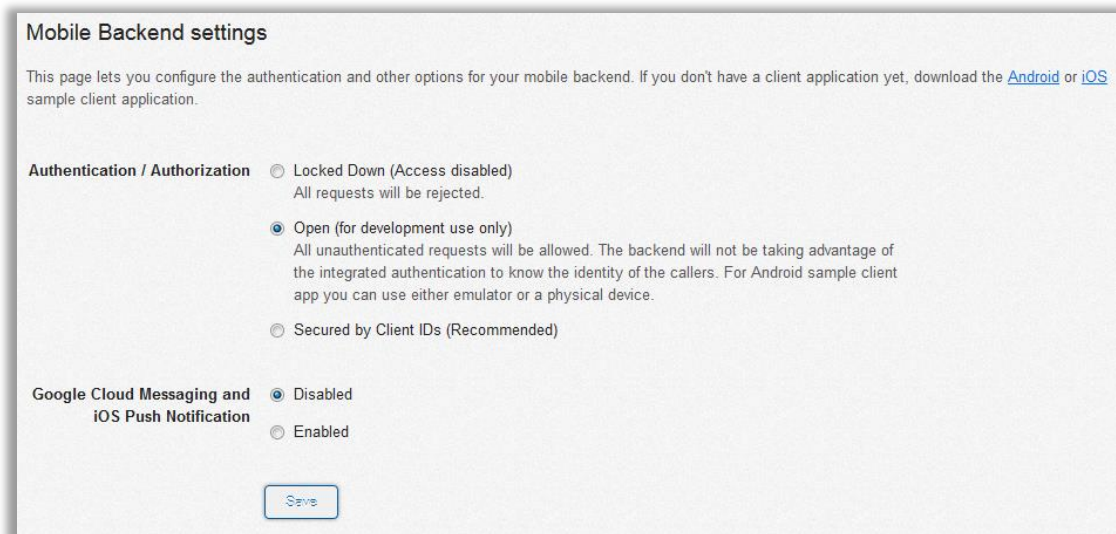 Mobile Backend settings
This page lets you configure the authentication and other options for your mobile backend. If you don't have a client application yet, download the Android or iOS
sample client application.
Authentication / Authorization
Locked Down (Access disabled)
All requests will be rejected.
Open (for development use only)
All unauthenticated requests will be allowed. The backend will not be taking advantage of
the integrated authentication to know the identity of the callers. For Android sample client
app you can use either emulator or a physical device.
Secured by Client IDs (Recommended)
Google Cloud Messaging and
iOS Push Notification
Disabled
Enabled
Save